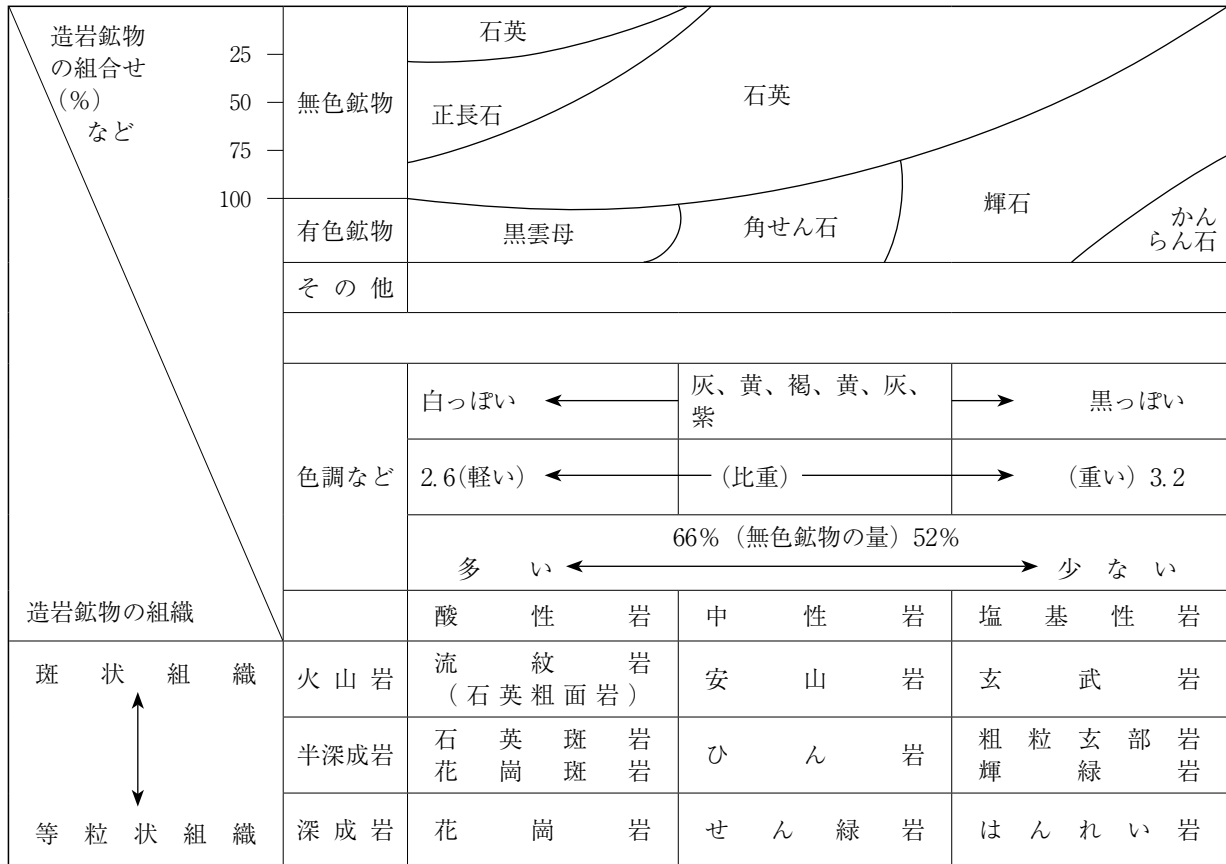 造岩鉱物
の組合せ
(%)
など
25
50
75
100
無色鉱物
有色鉱物
石英
正長石
石英
黒雲母
角せん石
輝石
かん
らん石
その他
色調など
白っぽい
灰、黄、褐、黄、灰、
紫
黒っぽい
2.6(軽い)
(比重)
(重い) 3.2
66% (無色鉱物の量) 52%
多い
少ない
造岩鉱物の組織
酸性岩
中性岩
塩基性岩
斑状組織
火山岩
流紋岩
(石英粗面岩)
安山岩
玄武岩
半深成岩
石英斑岩
花崗斑岩
ひん岩
粗粒玄部岩
輝緑岩
等粒状組織
深成岩
花崗岩
せん緑岩
はんれい岩